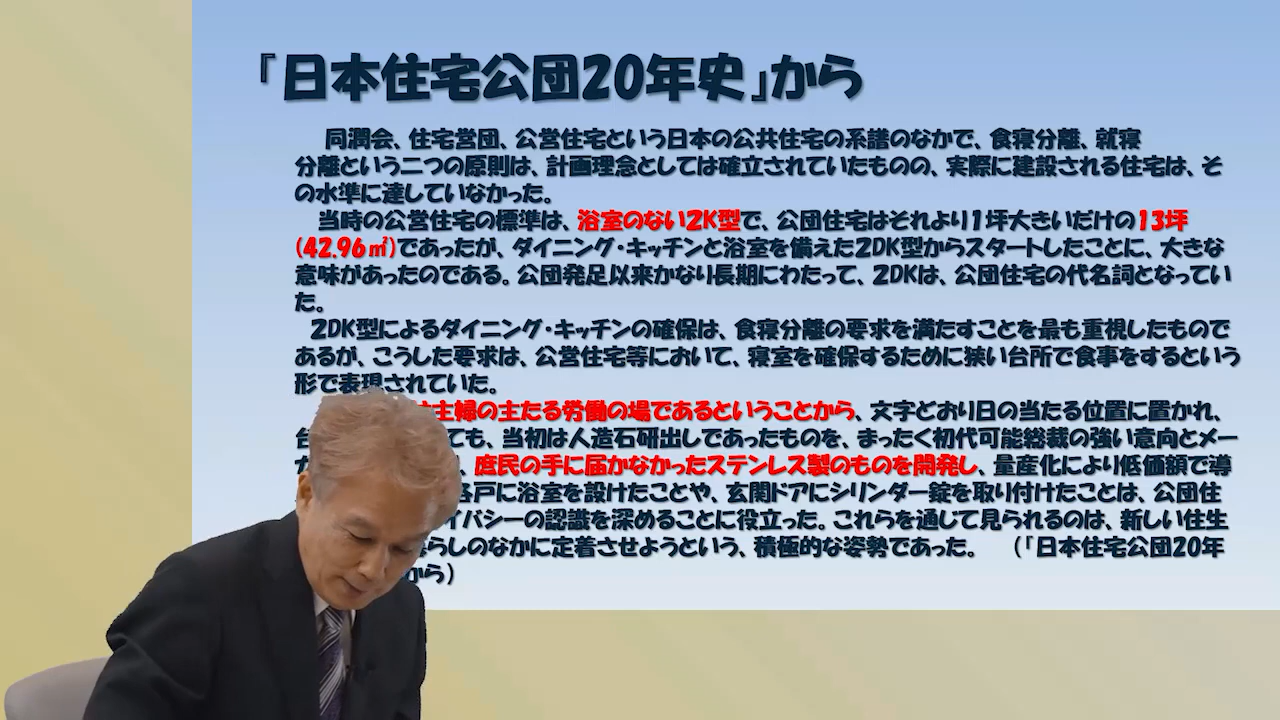 『日本住宅公団20年史』から
同潤会、住宅営団、公営住宅という日本の公共住宅の系譜のなかで、食寝分離、就寝
分離という二つの原則は、計画理念としては確立されていたものの、実際に建設される住宅は、そ
の水準に達していなかった。
当時の公営住宅の標準は、浴室のない2K型で、公団住宅はそれより1坪大きいだけの13坪
(42.96㎡)であったが、ダイニング・キッチンと浴室を備えた2DK型からスタートしたことに、大きな
意味があったのである。公団発足以来かなり長期にわたって、2DKは、公団住宅の代名詞となってい
た。
2DK型によるダイニング・キッチンの確保は、食寝分離の要求を満たすことを最も重視したもので
あるが、こうした要求は、公営住宅等において、寝室を確保するために狭い台所で食事をするという
形で表現されていた。
主婦の主たる労働の場であるということから、文字どおり日の当たる位置に置かれ、
ても、当初は人造石研出しであったものを、まったく初代可能総裁の強い意向とメー
、庶民の手に届かなかったステンレス製のものを開発し、量産化により低価額で導
各戸に浴室を設けたことや、玄関ドアにシリンダー錠を取り付けたことは、公団住
イバシーの認識を深めることに役立った。これらを通じて見られるのは、新しい住生
らしのなかに定着させようという、積極的な姿勢であった。 (『日本住宅公団20年
から)